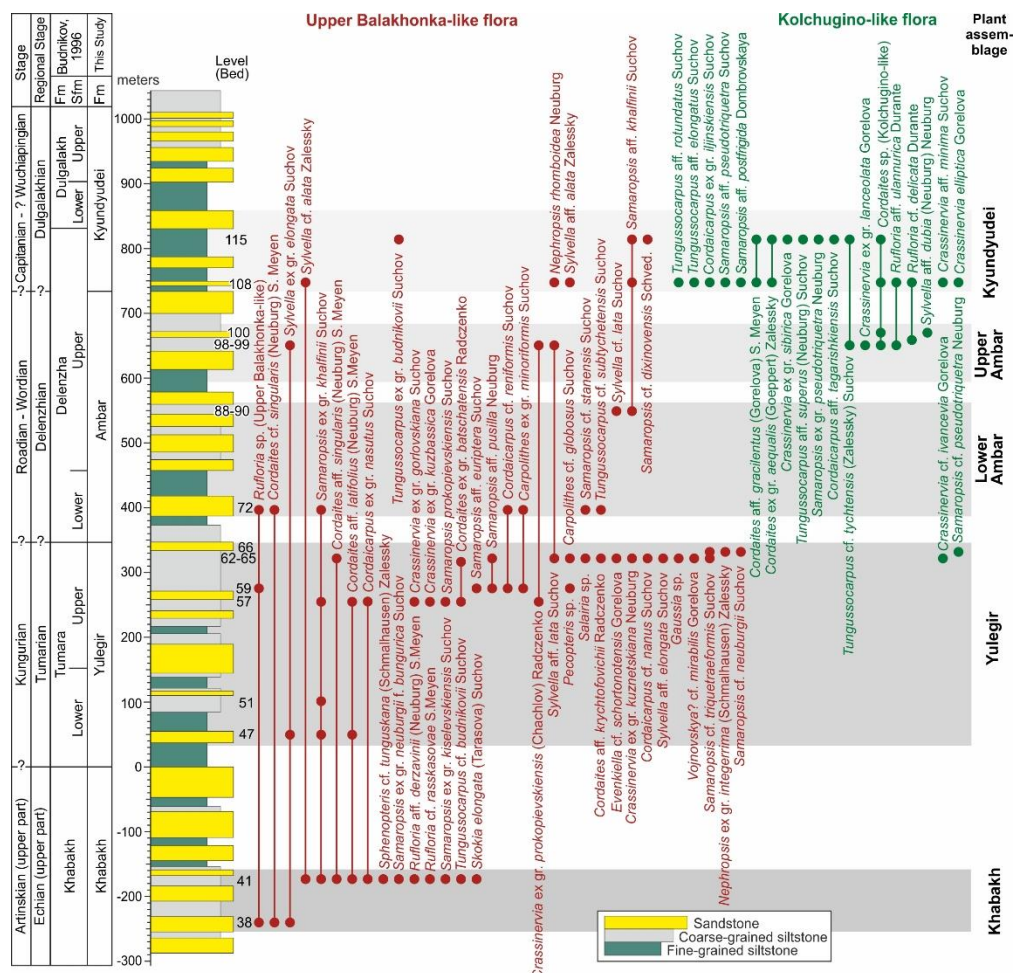 Upper Balakhonka-like flora
Kolchugino-like flora
Plant
assem-
blage
Stage
Regional Stage
Budnikov, 1996
This Study
Fm
Sfm
Fm
meters
Level
(Bed)
Capitanian - ? Wuchiapingian
Dulgalakhian
Dulgalakh
Upper
Lower
Kyundyudei
Roadian - Wordian
Delenzhian
Delenzha
Upper
Lower
Ambar
Kungurian
Tumarian
Tumara
Upper
Lower
Yulegir
Artinskian (upper part)
Echian (upper part)
Khabakh
Khabakh
?
?
?
?
?
?
1000
900
800
700
600
500
400
300
200
100
0
-100
-200
-300
115
108
100
98-99
88-90
72
66
62-65
59
57
51
47
41
38
Rufloria sp. (Upper Balakhonka-like)
Cordaites cf. singularis (Neuburg) S. Meyen
Sylvella ex gr. elongata Suchov
Sylvella cf. alata Zalessky
Samaropsis ex gr. khalfinii Suchov
Cordaites aff. singularis (Neuburg) S. Meyen
Cordaites aff. latifolius (Neuburg) S. Meyen
Cordaicarpus ex gr. nasutus Suchov
Sphenopteris cf. tunguskana (Schmalhausen) Zalessky
Samaropsis ex gr. neuburgii f. bungurica Suchov
Rufloria aff. derzavinii (Neuburg) S. Meyen
Rufloria cf. rasskasovae S.Meyen
Samaropsis ex gr. kiselevskiensis Suchov
Tungussocarpus cf. budnikovii Suchov
Skokia elongata (Tarasova) Suchov
Tungussocarpus ex gr. budnikovii Suchov
Crassinervia ex gr. gorlovskiana Suchov
Crassinervia ex gr. kuzbassica Gorelova
Samaropsis prokopievskiensis Suchov
Cordaites ex gr. batschatensis Radczenko
Samaropsis aff. euriptera Suchov
Samaropsis aff. pusilla Neuburg
Cordaicarpus cf. reniformis Suchov
Carpolithes ex gr. minoriformis Suchov
Crassinervia ex gr. prokopievskiensis (Chachlov) Radczenko
Sylvella aff. lata Suchov
Nephropsis rhomboidea Neuburg
Sylvella aff. alata Zalessky
Carpolithes cf. globosus Suchov
Pecopteris sp.
Samaropsis cf. stanensis Suchov
Tungussocarpus cf. subtychetensis Suchov
Salairia sp.
Cordaites aff. krychtofovichii Radczenko
Evenkiella cf. schortonotensis Gorelova
Crassinervia ex gr. kuznetskiana Neuburg
Cordaicarpus cf. nanus Suchov
Sylvella aff. elongata Suchov
Gaussia sp.
Vojnovskya? cf. mirabilis Gorelova
Samaropsis cf. triquetraeformis Suchov
Nephropsis ex gr. integerrima (Schmalhausen) Zalessky
Samaropsis cf. neuburgii Suchov
Sylvella cf. lata Suchov
Samaropsis aff. khalfinii Suchov
Samaropsis cf. dixinovensis Schved.
Tungussocarpus aff. rotundatus Suchov
Tungussocarpus aff. elongatus Suchov
Cordaicarpus ex gr. iljinskiensis Suchov
Samaropsis aff. pseudotriquetra Suchov
Samaropsis aff. postfrigida Dombrovskaya
Cordaites aff. gracilentus (Gorelova) S. Meyen
Cordaites ex gr. aequalis (Goeppert) Zalessky
Crassinervia ex gr. sibirica Gorelova
Tungussocarpus aff. superus (Neuburg) Suchov
Samaropsis ex gr. pseudotriquetra Neuburg
Cordaicarpus aff. tagarishkiensis Suchov
Tungussocarpus cf. tychtensis (Zalessky) Suchov
Crassinervia ex gr. lanceolata Gorelova
Cordaites sp. (Kolchugino-like)
Rufloria aff. ulannurica Durante
Rufloria cf. delicata Durante
Sylvella aff. dubia (Neuburg) Neuburg
Crassinervia aff. minima Suchov
Crassinervia elliptica Gorelova
Crassinervia cf. ivancevia Gorelova
Samaropsis cf. pseudotriquetra Neuburg
Kyundyudei
Upper
Ambar
Lower
Ambar
Yulegir
Khabakh
Sandstone
Coarse-grained siltstone
Fine-grained siltstone